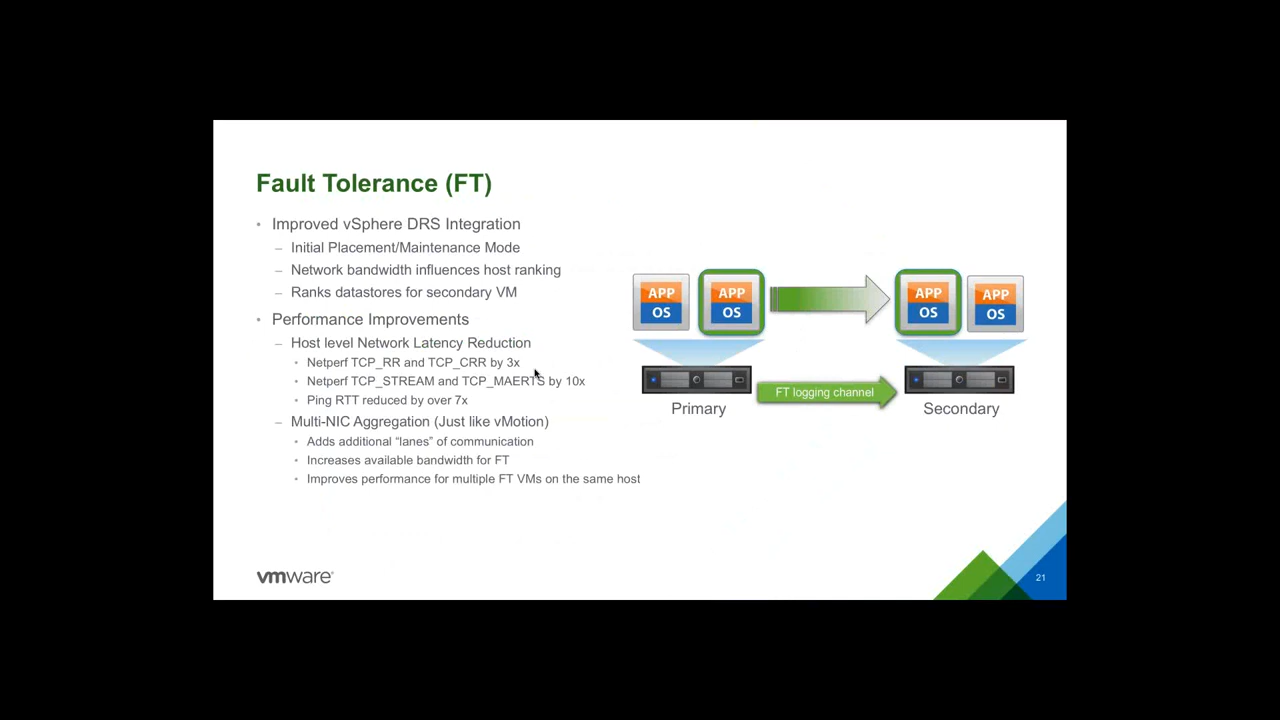 Fault Tolerance (FT)
• Improved vSphere DRS Integration
– Initial Placement/Maintenance Mode
– Network bandwidth influences host ranking
– Ranks datastores for secondary VM
• Performance Improvements
– Host level Network Latency Reduction
• Netperf TCP_RR and TCP_CRR by 3x
• Netperf TCP_STREAM and TCP_MAERTS by 10x
• Ping RTT reduced by over 7x
– Multi-NIC Aggregation (Just like vMotion)
• Adds additional “lanes” of communication
• Increases available bandwidth for FT
• Improves performance for multiple FT VMs on the same host
APP
OS
APP
OS
APP
OS
APP
OS
FT logging channel
Primary
Secondary
vmware®
21